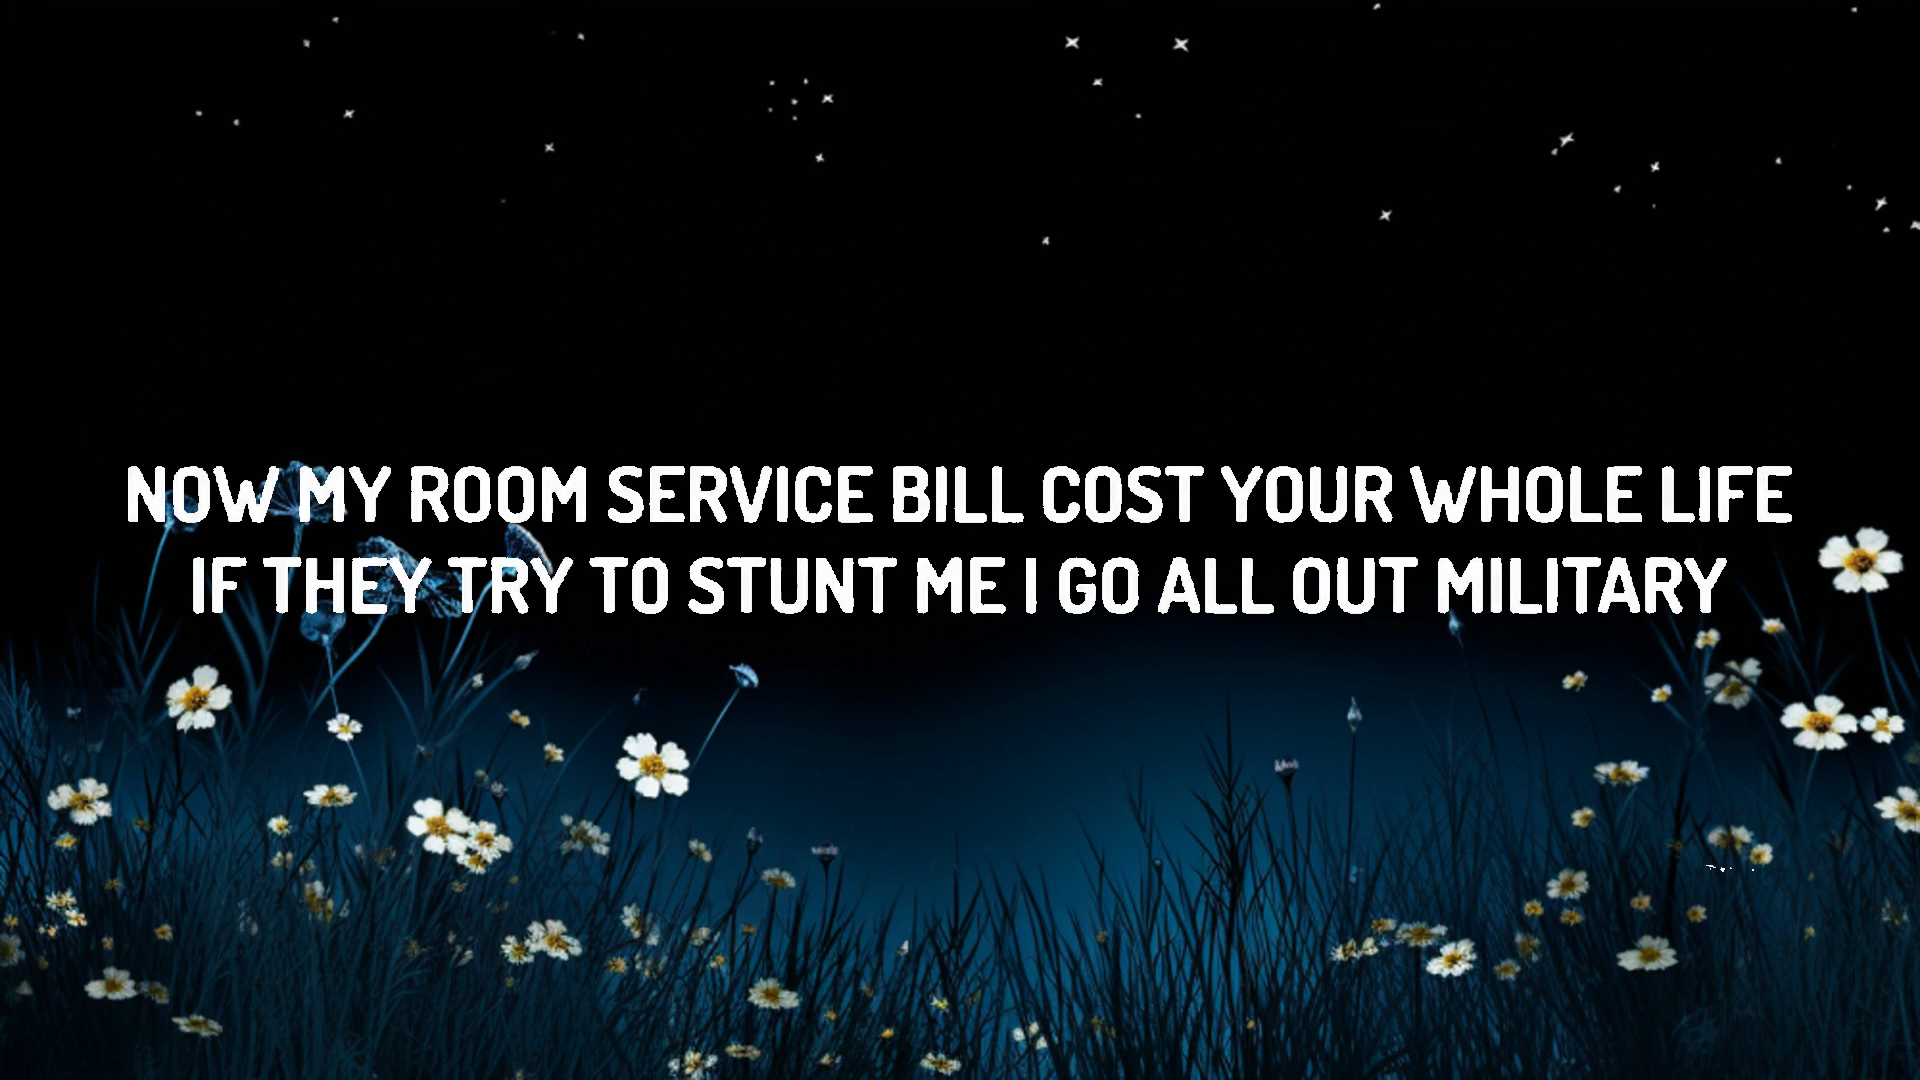 NOW MY ROOM SERVICE BILL COST YOUR WHOLE LIFE
IF THEY TRY TO STUNT ME I GO ALL OUT MILITARY